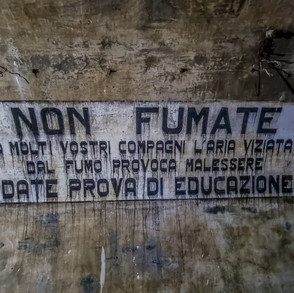 NON FUMATE
A MOLTI VOSTRI COMPAGNI L'ARIA VIZIATA
DAL FUMO PROVOCA MALESSERE
DATE PROVA DI EDUCAZIONE